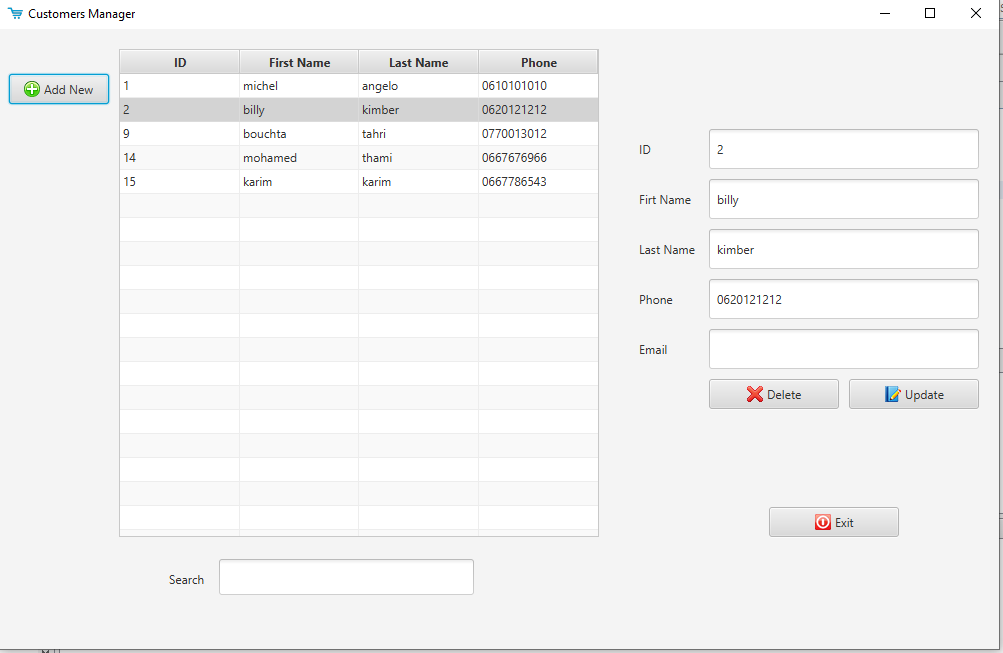 Customers Manager
Add New
ID First Name Last Name Phone
1 michel angelo 0610101010
2 billy kimber 0620121212
9 bouchta tahri 0770013012
14 mohamed thami 0667676966
15 karim karim 0667786543
ID 2
Firt Name billy
Last Name kimber
Phone 0620121212
Email
Delete Update
Exit
Search